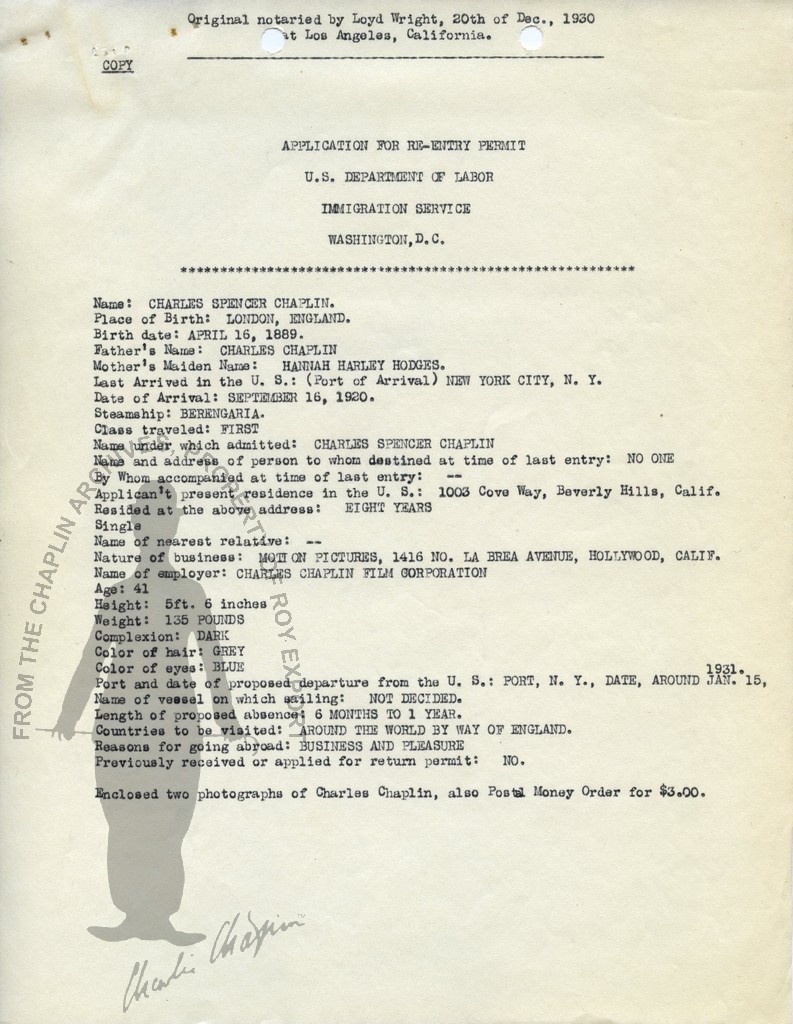 Original notaried by Loyd Wright, 20th of Dec., 1930
at Los Angeles, California.
COPY
APPLICATION FOR RE-ENTRY PERMIT
U.S. DEPARTMENT OF LABOR
IMMIGRATION SERVICE
WASHINGTON,D.C.
*********************************************************
Name: CHARLES SPENCER CHAPLIN.
Place of Birth: LONDON, ENGLAND.
Birth date: APRIL 16, 1889.
Father's Name: CHARLES CHAPLIN
Mother's Maiden Name: HANNAH HARLEY HODGES.
Last Arrived in the U. S.: (Port of Arrival) NEW YORK CITY, N. Y.
Date of Arrival: SEPTEMBER 16, 1920.
Steamship: BERENGARIA.
Class traveled: FIRST
Name under which admitted: CHARLES SPENCER CHAPLIN
Name and address of person to whom destined at time of last entry: NO ONE
By Whom accompanied at time of last entry: --
Applican't present residence in the U. S.: 1003 Cove Way, Beverly Hills, Calif.
Resided at the above address: EIGHT YEARS
Single
Name of nearest relative: --
Nature of business: MOTION PICTURES, 1416 NO. LA BREA AVENUE, HOLLYWOOD, CALIF.
Name of employer: CHARLES CHAPLIN FILM CORPORATION
Age: 41
Height: 5ft. 6 inches
Weight: 135 POUNDS
Complexion: DARK
Color of hair: GREY
Color of eyes: BLUE
1931.
Port and date of proposed departure from the U. S.: PORT, N. Y., DATE, AROUND JAN. 15,
Name of vessel on which sailing: NOT DECIDED.
Length of proposed absence: 6 MONTHS TO 1 YEAR.
Countries to be visited: AROUND THE WORLD BY WAY OF ENGLAND.
Reasons for going abroad: BUSINESS AND PLEASURE
Previously received or applied for return permit: NO.
Enclosed two photographs of Charles Chaplin, also Postal Money Order for $3.00.
FROM THE CHAPLIN ARCHIVES, PROPERTY OF ROY EXPORT
Charlie Chaplin